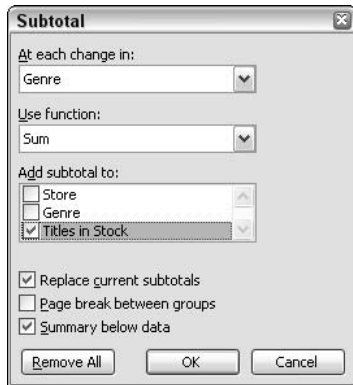 Subtotal
At each change in:
Genre
Use function:
Sum
Add subtotal to:
Store
Genre
Titles in Stock
Replace current subtotals
Page break between groups
Summary below data
Remove All OK Cancel